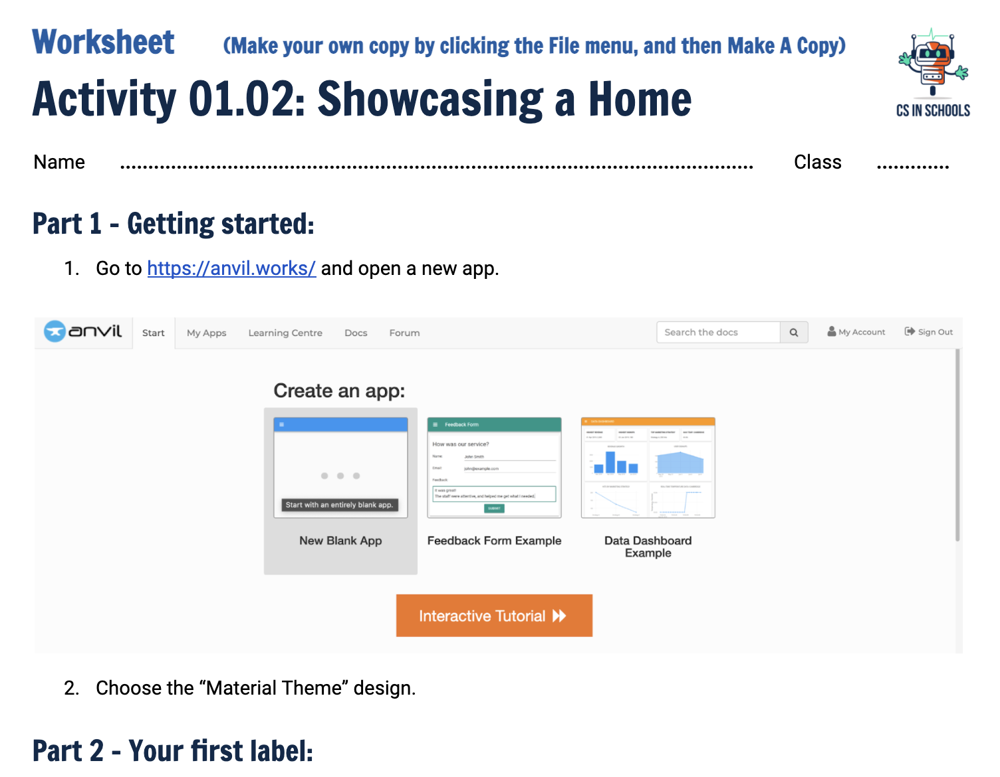 Worksheet (Make your own copy by clicking the File menu, and then Make A Copy)
Activity 01.02: Showcasing a Home
CS IN SCHOOLS
Name ................................................................................................................. Class .............
Part 1 - Getting started:
1. Go to https://anvil.works/ and open a new app.
anvil Start My Apps Learning Centre Docs Forum Search the docs My Account Sign Out
Create an app:
Start with an entirely blank app.
New Blank App
Feedback Form
How was our service?
Name: John Smith
Email: john@example.com
Feedback:
It was great!
The staff were attentive, and helped me get what I needed.
SUBMIT
Feedback Form Example
DATA DASHBOARD
Data Dashboard
Example
Interactive Tutorial
2. Choose the “Material Theme” design.
Part 2 - Your first label: